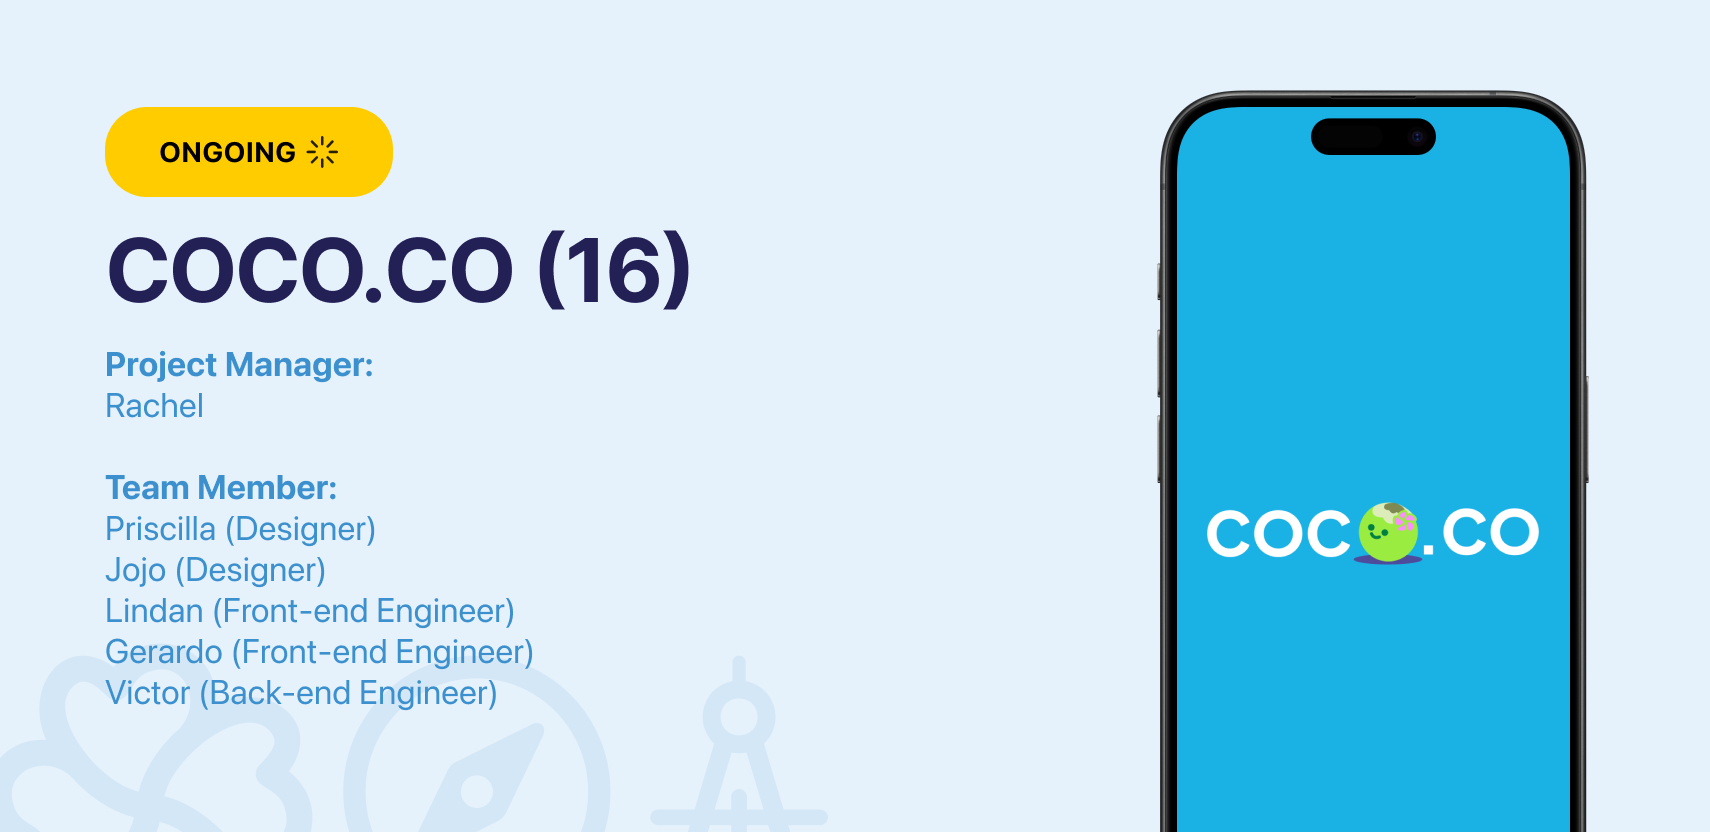 ONGOING
COCO.CO (16)
Project Manager:
Rachel
Team Member:
Priscilla (Designer)
Jojo (Designer)
Lindan (Front-end Engineer)
Gerardo (Front-end Engineer)
Victor (Back-end Engineer)
COCO.CO